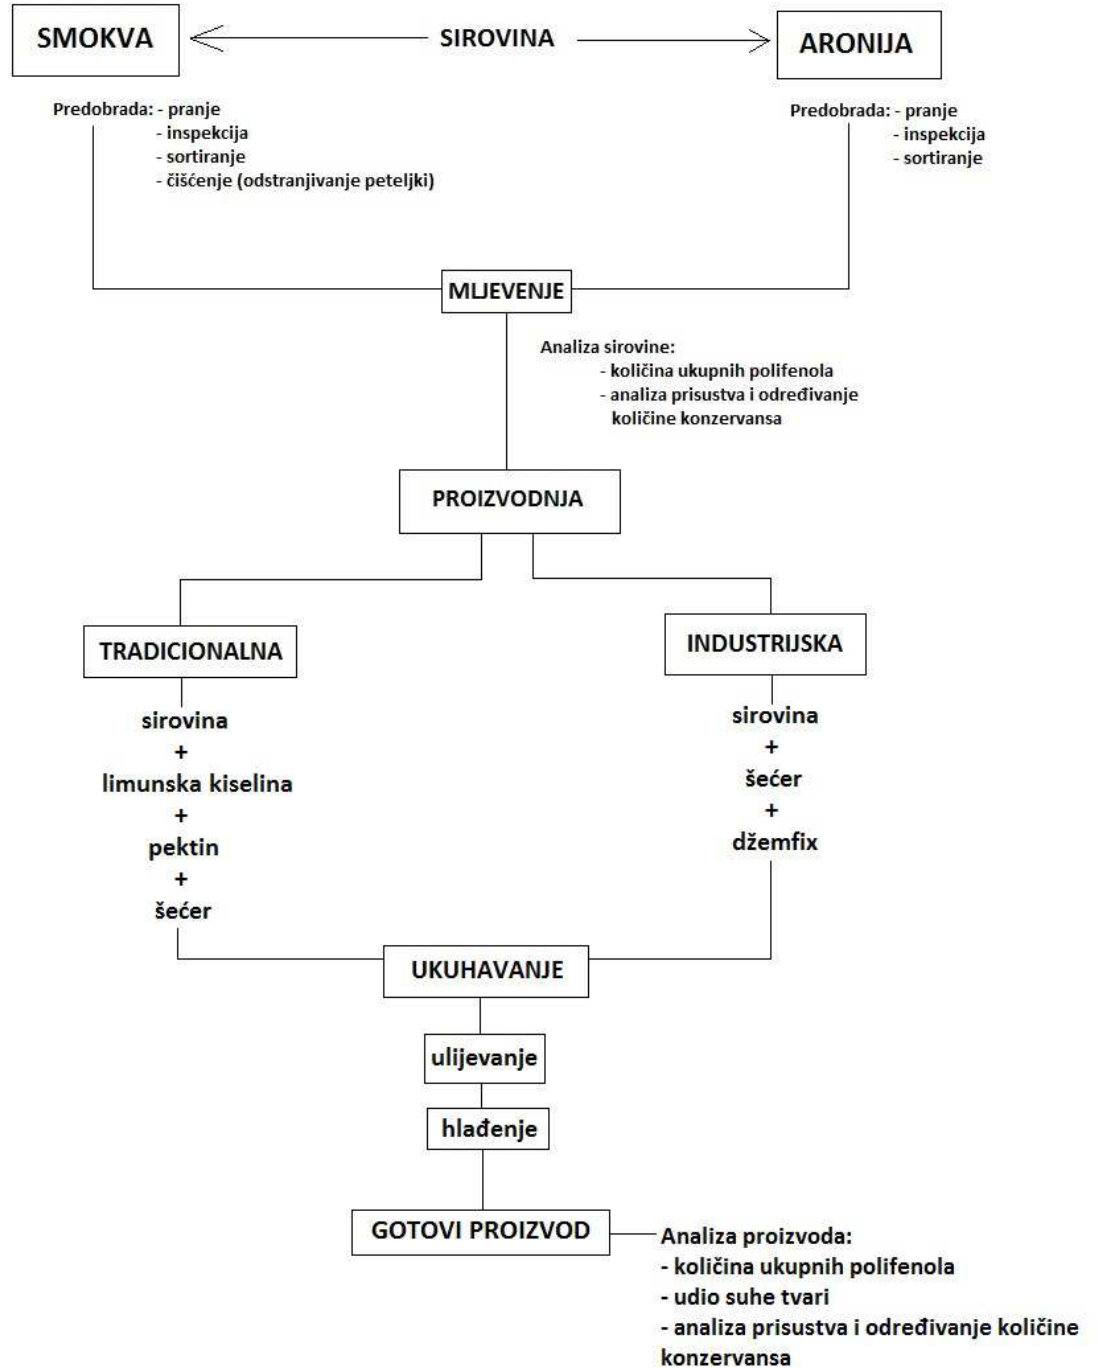 SMOKVA
SIROVINA
ARONIJA
Predobrada: - pranje
- inspekcija
- sortiranje
- čišćenje (odstranjivanje peteljki)
Predobrada: - pranje
- inspekcija
- sortiranje
MLJEVENJE
Analiza sirovine:
- količina ukupnih polifenola
- analiza prisustva i određivanje
količine konzervansa
PROIZVODNJA
TRADICIONALNA
sirovina
+
limunska kiselina
+
pektin
+
šećer
INDUSTRIJSKA
sirovina
+
šećer
+
džemfix
UKUHAVANJE
ulijevanje
hlađenje
GOTOVI PROIZVOD
Analiza proizvoda:
- količina ukupnih polifenola
- udio suhe tvari
- analiza prisustva i određivanje količine
konzervansa